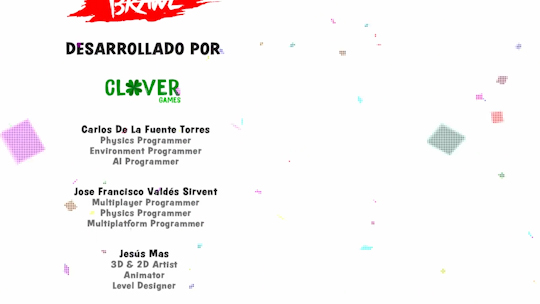 BRAWL
DESARROLLADO POR
CLOVER
GAMES
Carlos De La Fuente Torres
Physics Programmer
Environment Programmer
AI Programmer
Jose Francisco Valdés Sirvent
Multiplayer Programmer
Physics Programmer
Multiplatform Programmer
Jesús Mas
3D & 2D Artist
Animator
Level Designer